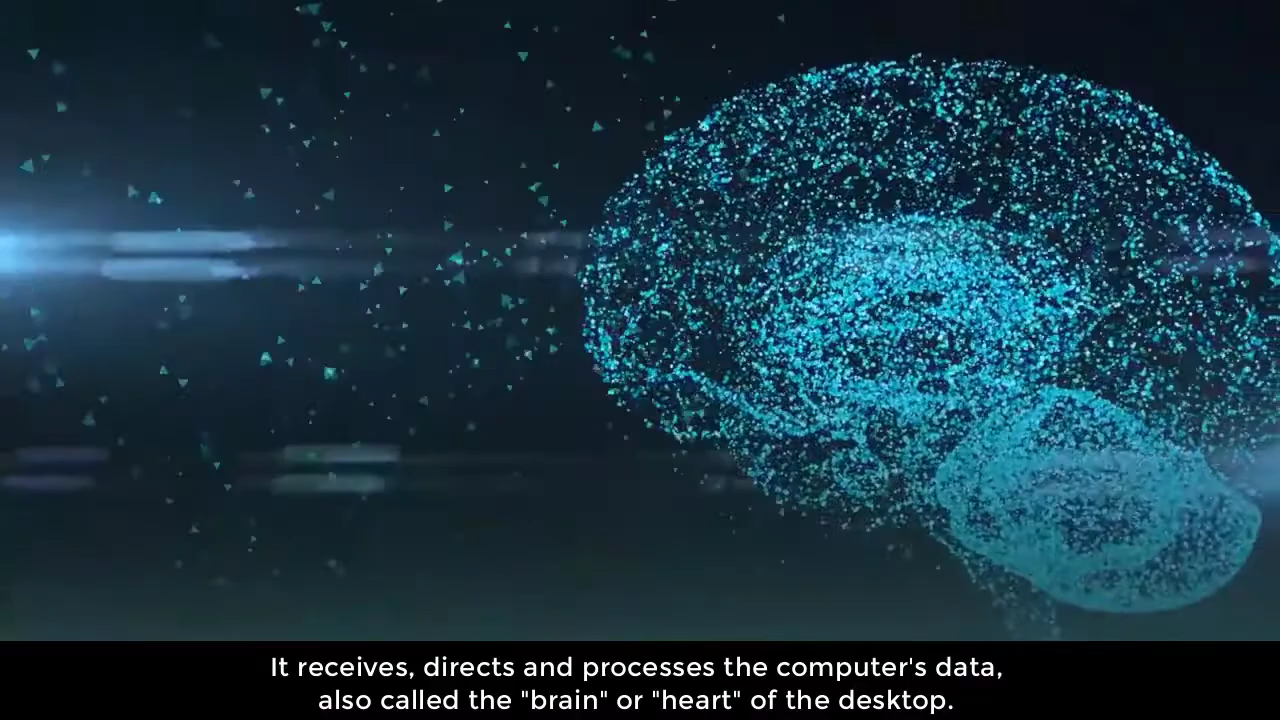 It receives, directs and processes the computer's data,
also called the "brain" or "heart" of the desktop.